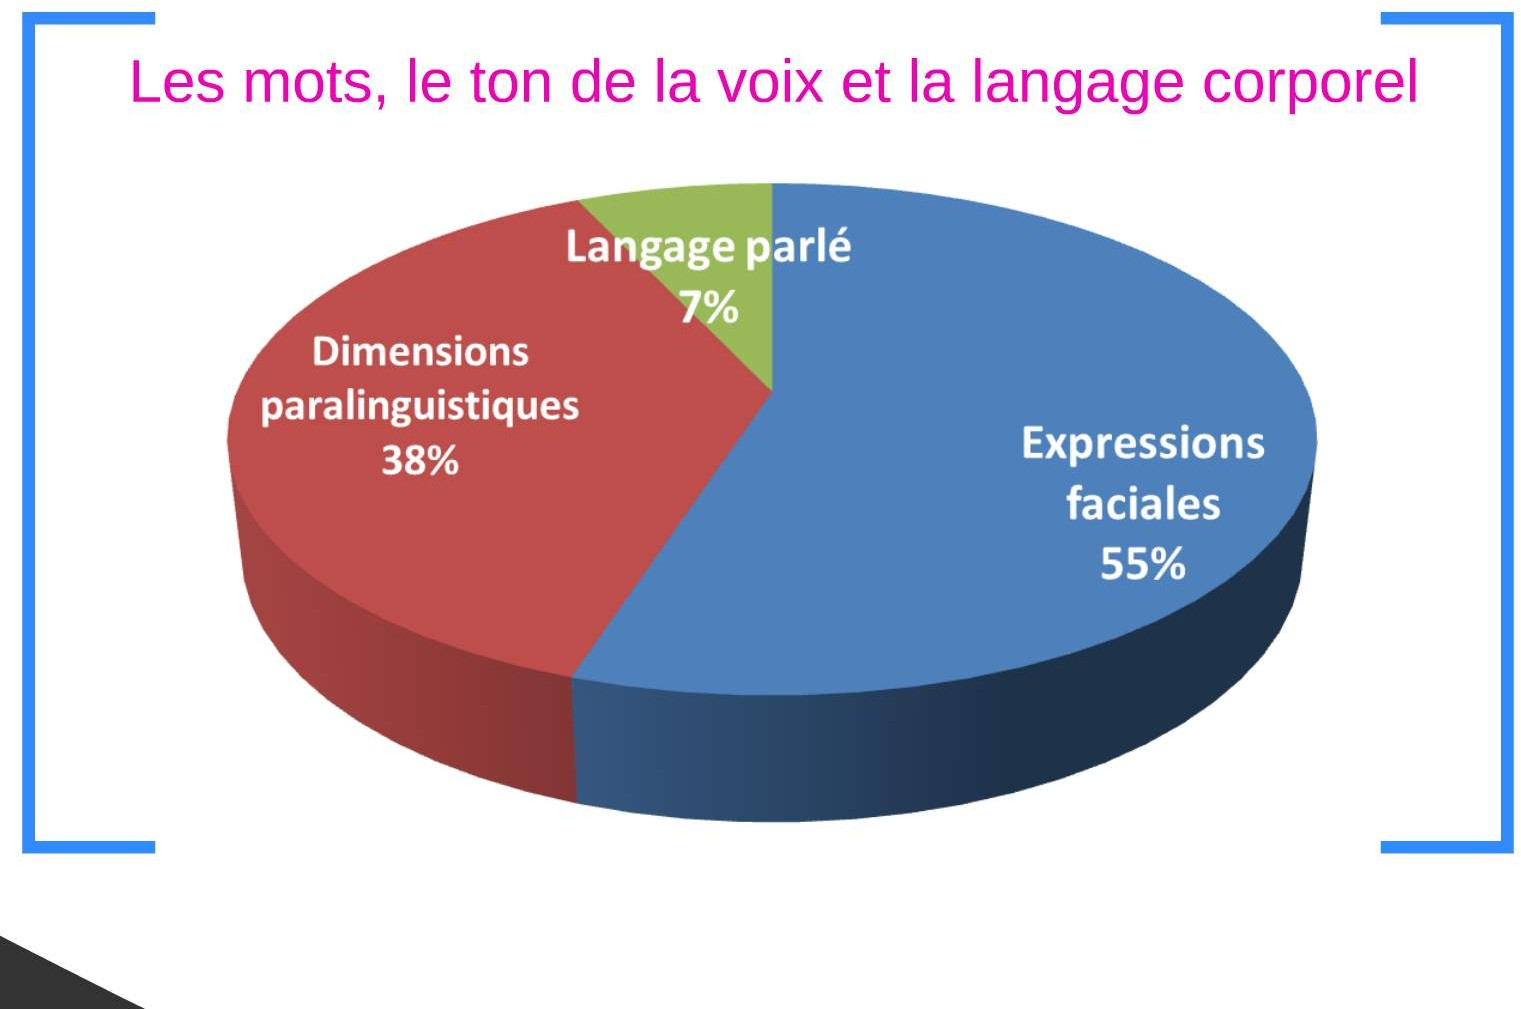 Les mots, le ton de la voix et la langage corporel
Langage parlé
7%
Dimensions
paralinguistiques
38%
Expressions
faciales
55%